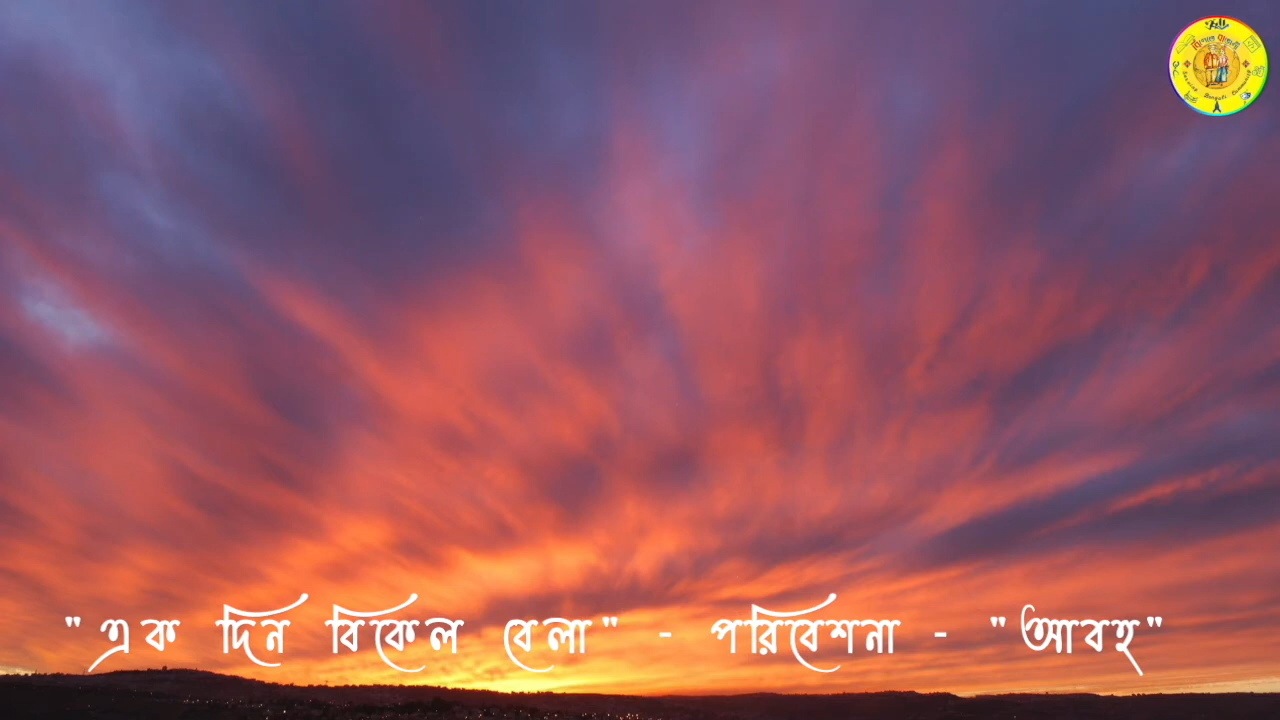 "এক দিন বিকেল বেলা" - পরিবেশনা - "আবহ"